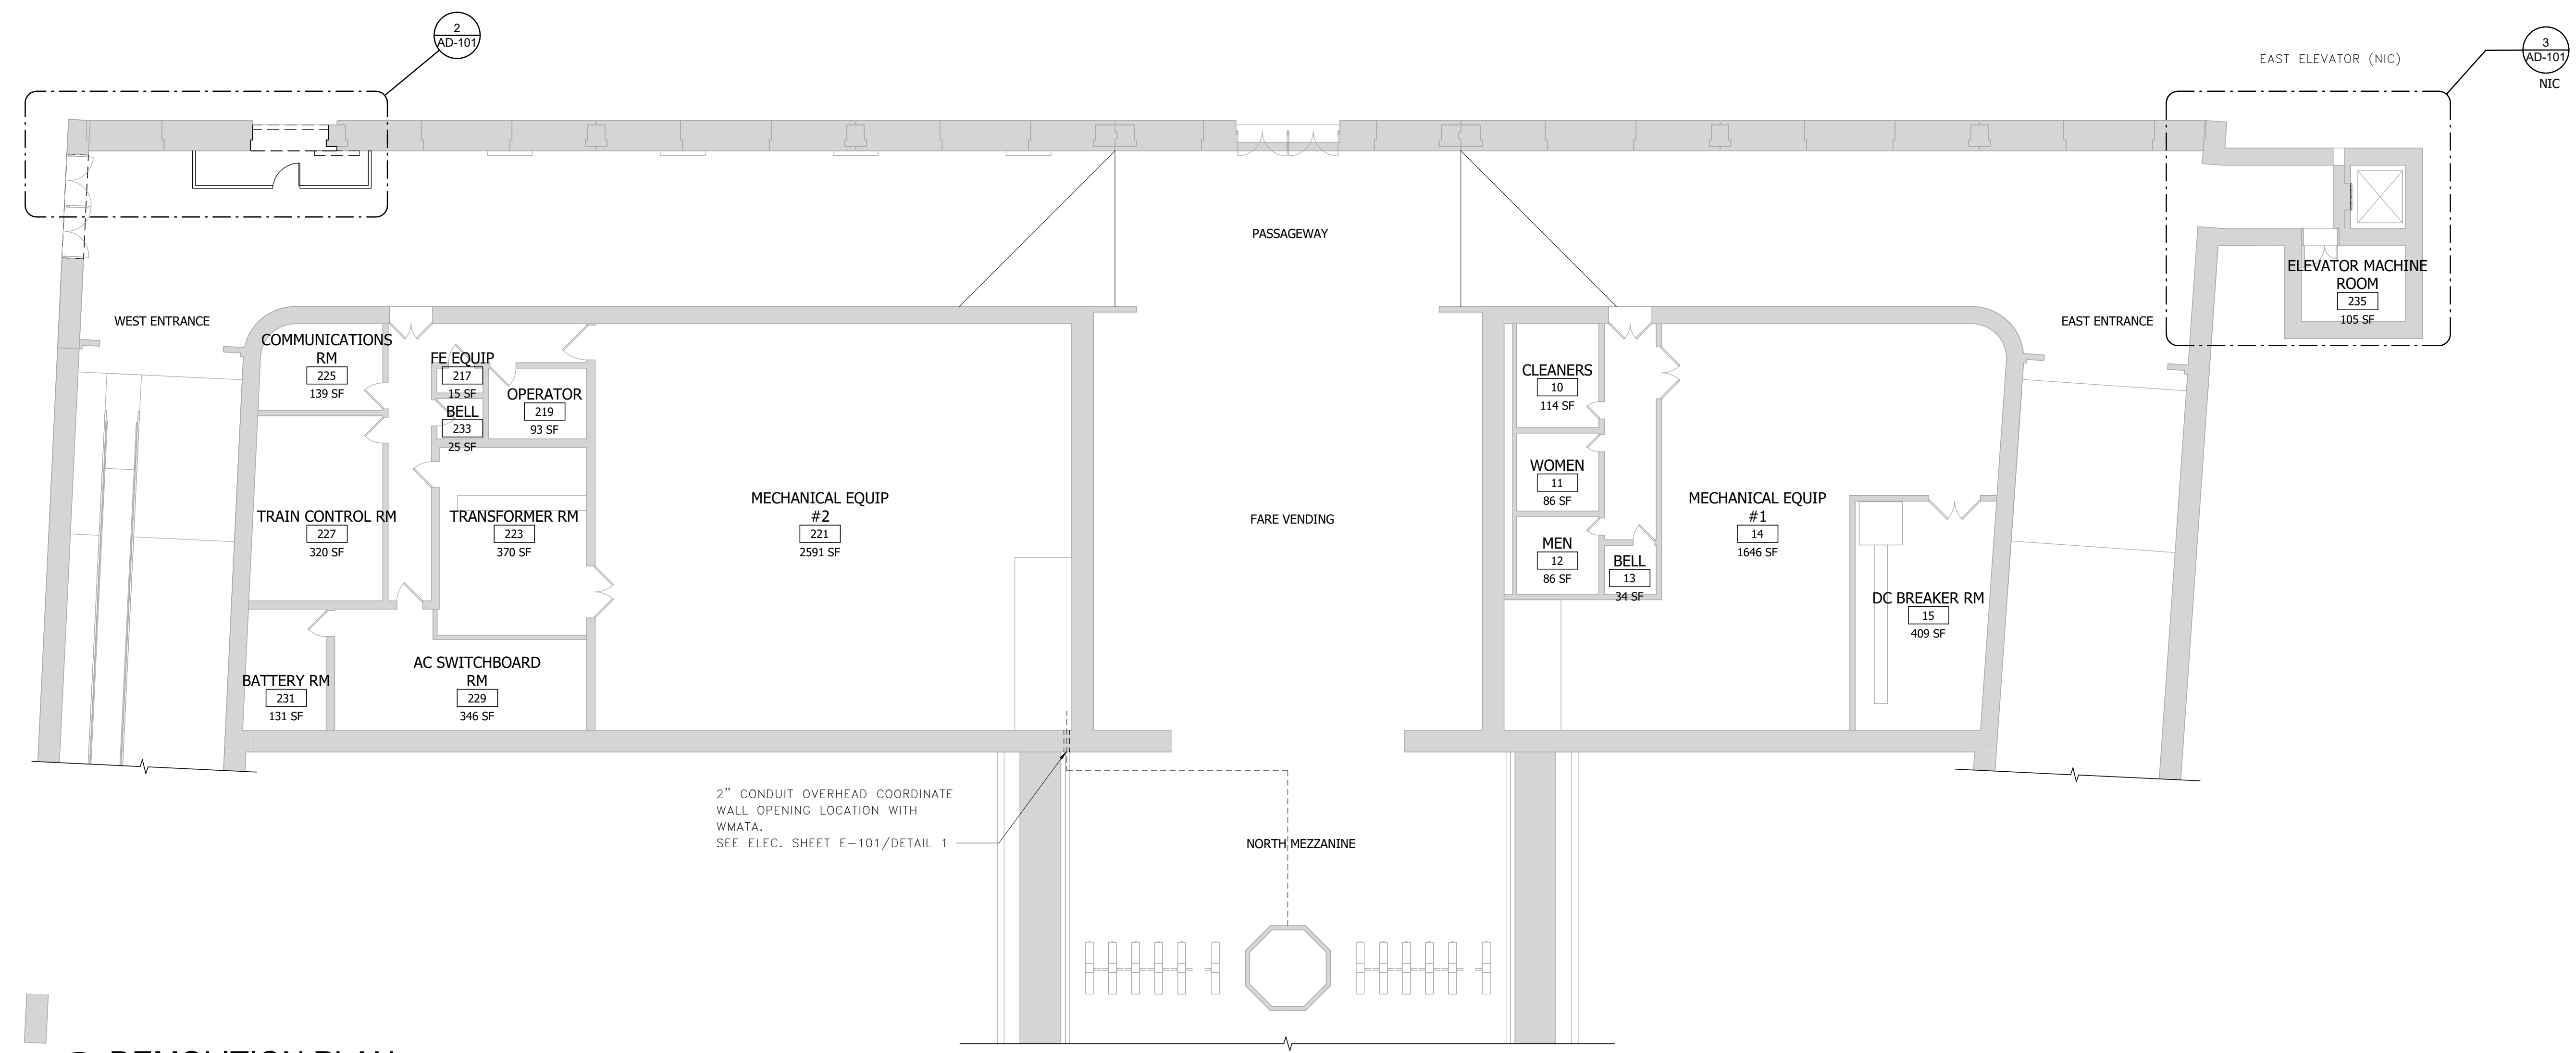 2
AD-101
3
AD-101
NIC
EAST ELEVATOR (NIC)
PASSAGEWAY
WEST ENTRANCE
EAST ENTRANCE
ELEVATOR MACHINE
ROOM
235
105 SF
COMMUNICATIONS
RM
225
139 SF
FE EQUIP
217
15 SF
BELL
233
25 SF
OPERATOR
219
93 SF
TRAIN CONTROL RM
227
320 SF
TRANSFORMER RM
223
370 SF
MECHANICAL EQUIP
#2
221
2591 SF
FARE VENDING
CLEANERS
10
114 SF
WOMEN
11
86 SF
MEN
12
86 SF
BELL
13
34 SF
MECHANICAL EQUIP
#1
14
1646 SF
DC BREAKER RM
15
409 SF
BATTERY RM
231
131 SF
AC SWITCHBOARD
RM
229
346 SF
2” CONDUIT OVERHEAD COORDINATE
WALL OPENING LOCATION WITH
WMATA.
SEE ELEC. SHEET E-101/DETAIL 1
NORTH MEZZANINE
DEMOLITION PLAN